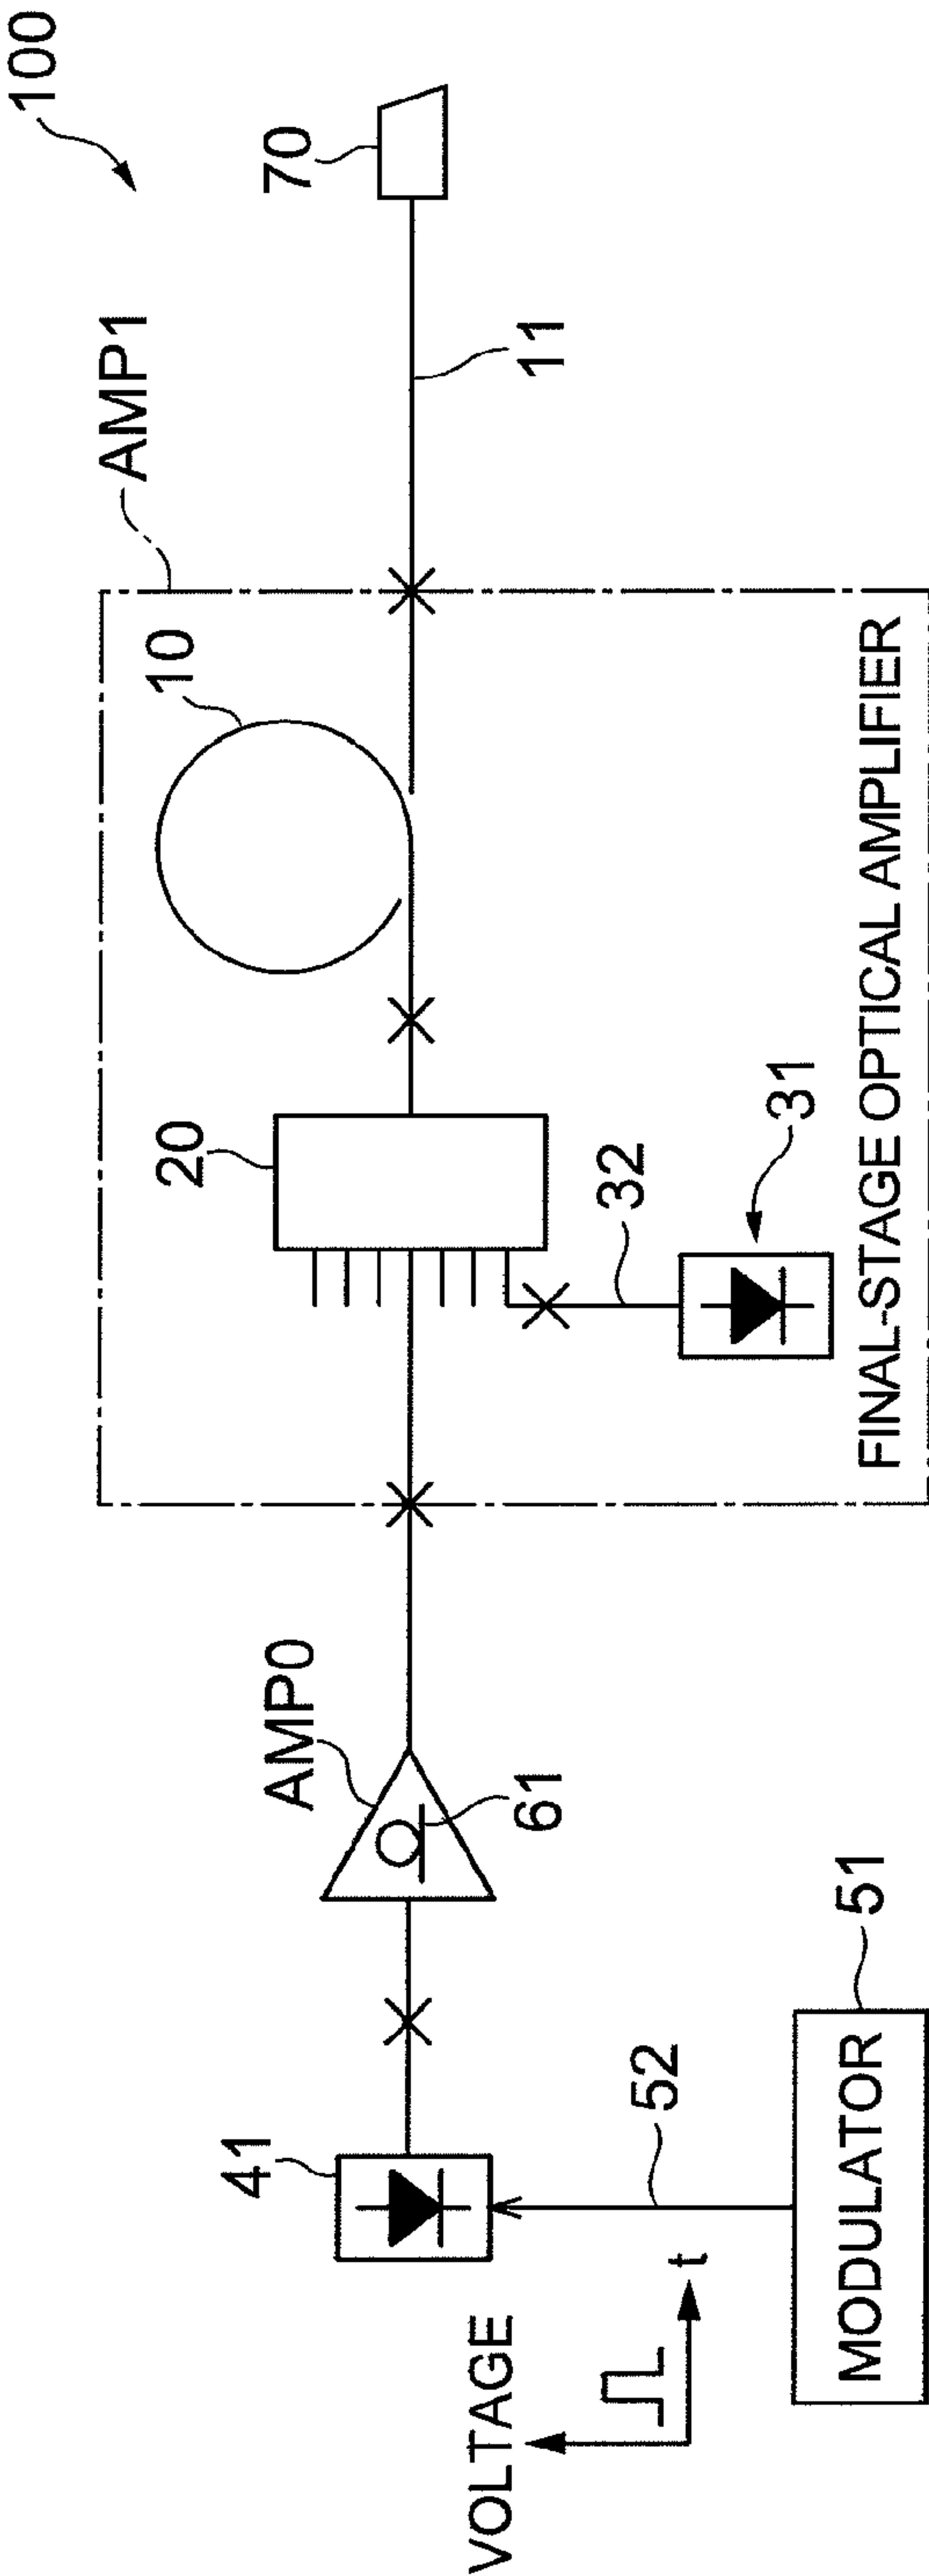 100
AMP1
70
10
11
20
32
31
FINAL-STAGE OPTICAL AMPLIFIER
AMP0
61
41
52
51
VOLTAGE
t
MODULATOR